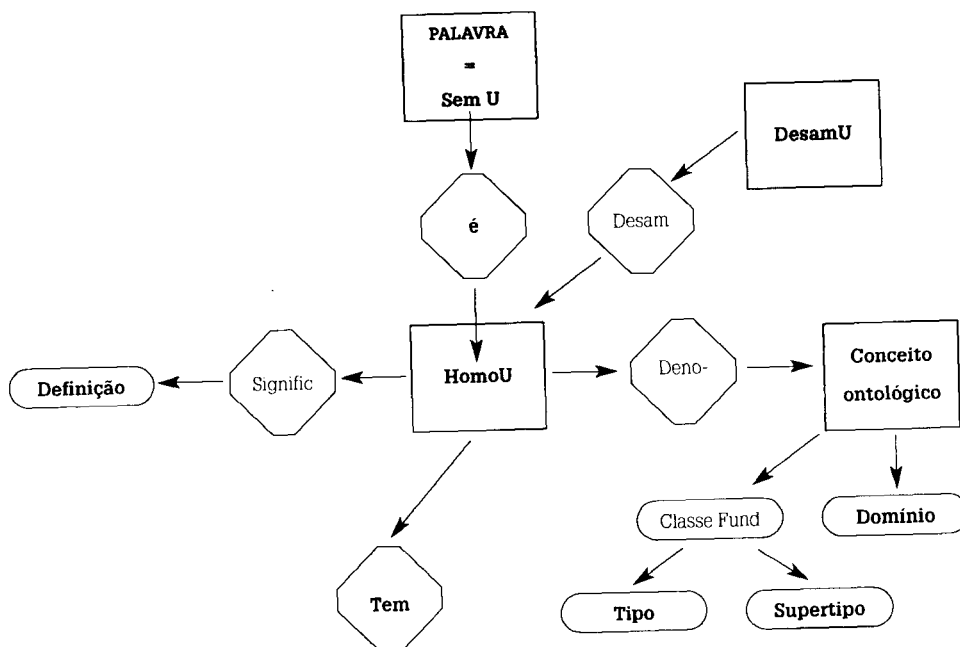 PALAVRA
=
Sem U
DesamU
é
Desam
Definição
Signific
HomoU
Deno-
Conceito
ontológico
Classe Fund
Domínio
Tem
Tipo
Supertipo